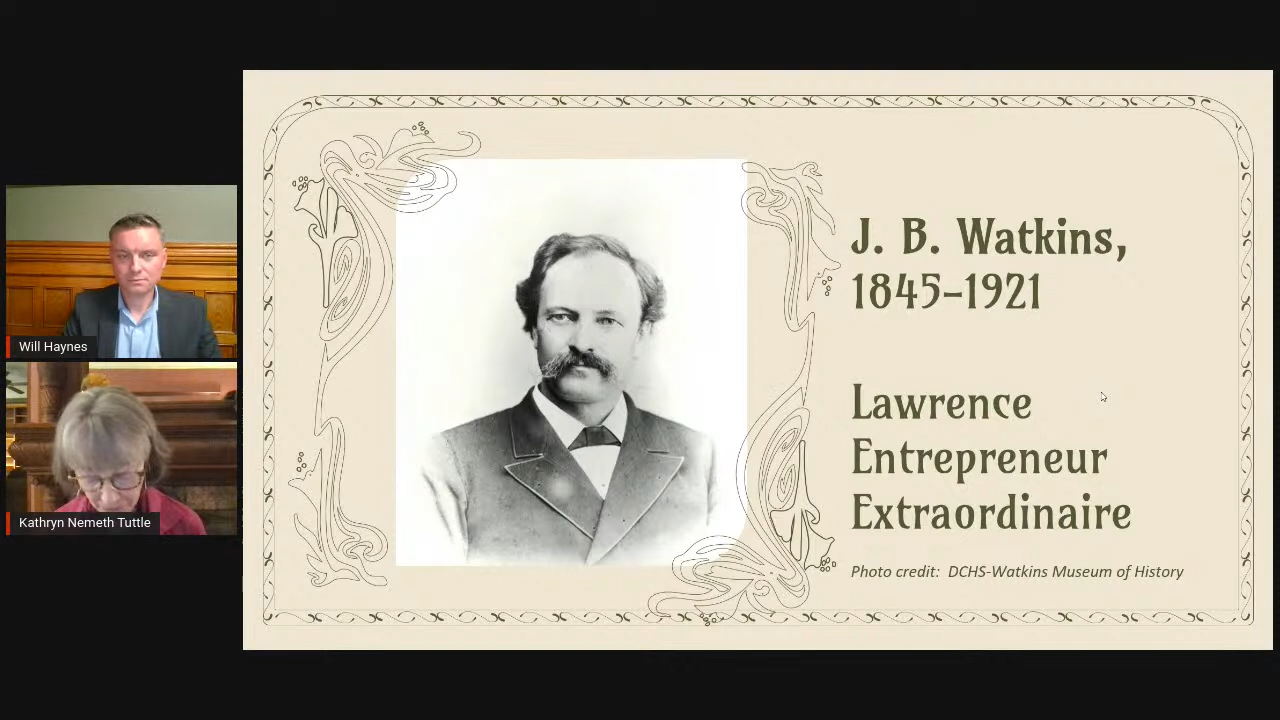 Will Haynes
Kathryn Nemeth Tuttle
J. B. Watkins,
1845–1921
Lawrence
Entrepreneur
Extraordinaire
Photo credit: DCHS-Watkins Museum of History